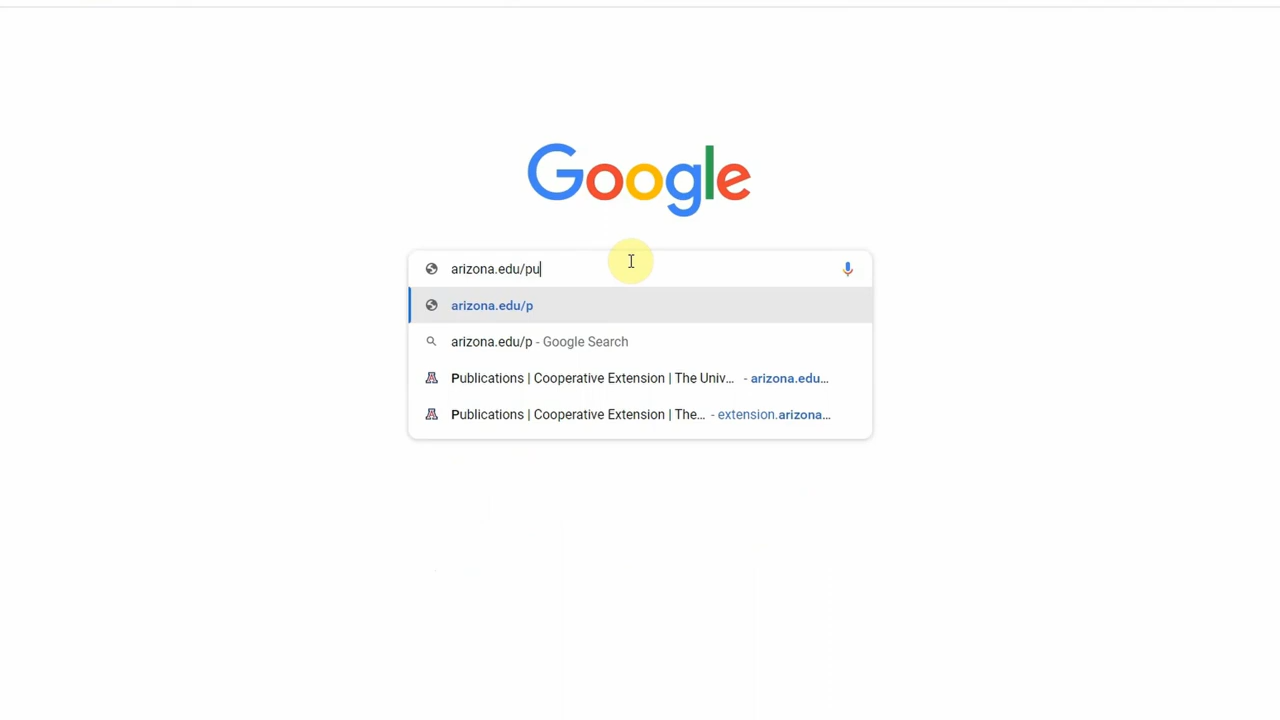 Google
arizona.edu/pu
arizona.edu/p
arizona.edu/p - Google Search
Publications | Cooperative Extension | The Univ... - arizona.edu...
Publications | Cooperative Extension | The... - extension.arizona...